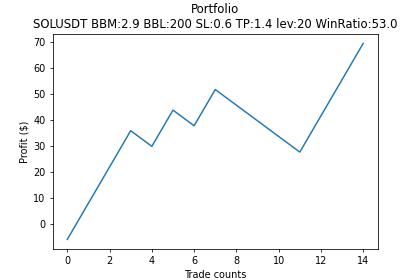 Portfolio
SOLUSDT BBM:2.9 BBL:200 SL:0.6 TP:1.4 lev:20 WinRatio:53.0
70
60
50
40
30
20
10
0
Profit ($)
0 2 4 6 8 10 12 14
Trade counts